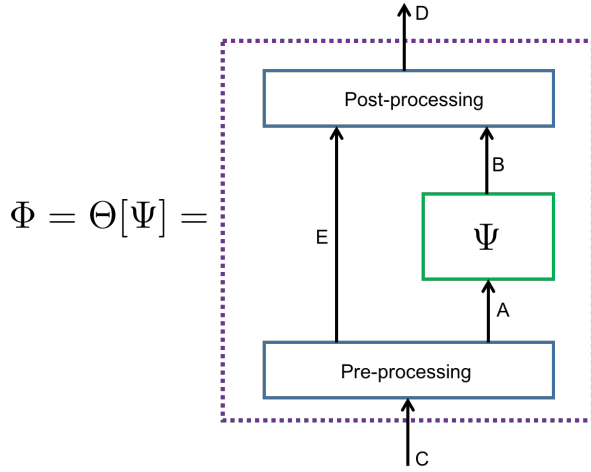 D
Post-processing
B
Φ = Θ[Ψ] =
Ψ
E
A
Pre-processing
C